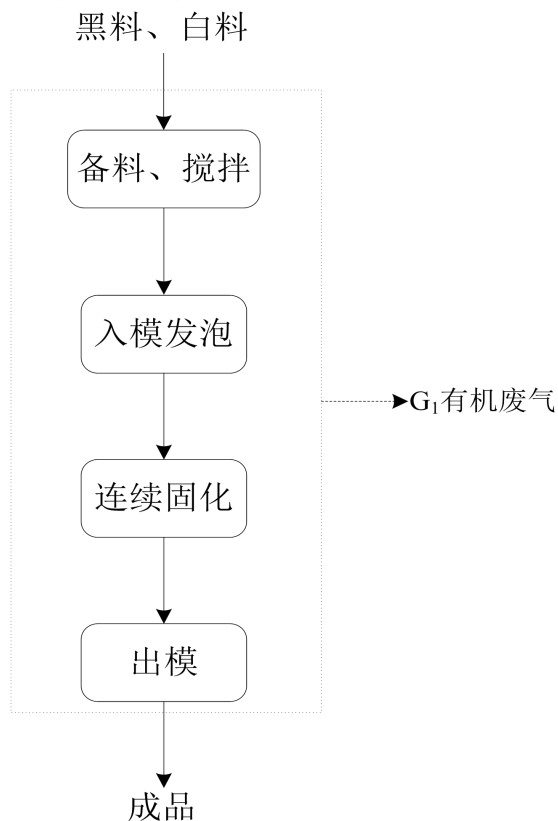 黑料、白料
备料、搅拌
入模发泡
G₁有机废气
连续固化
出模
成品